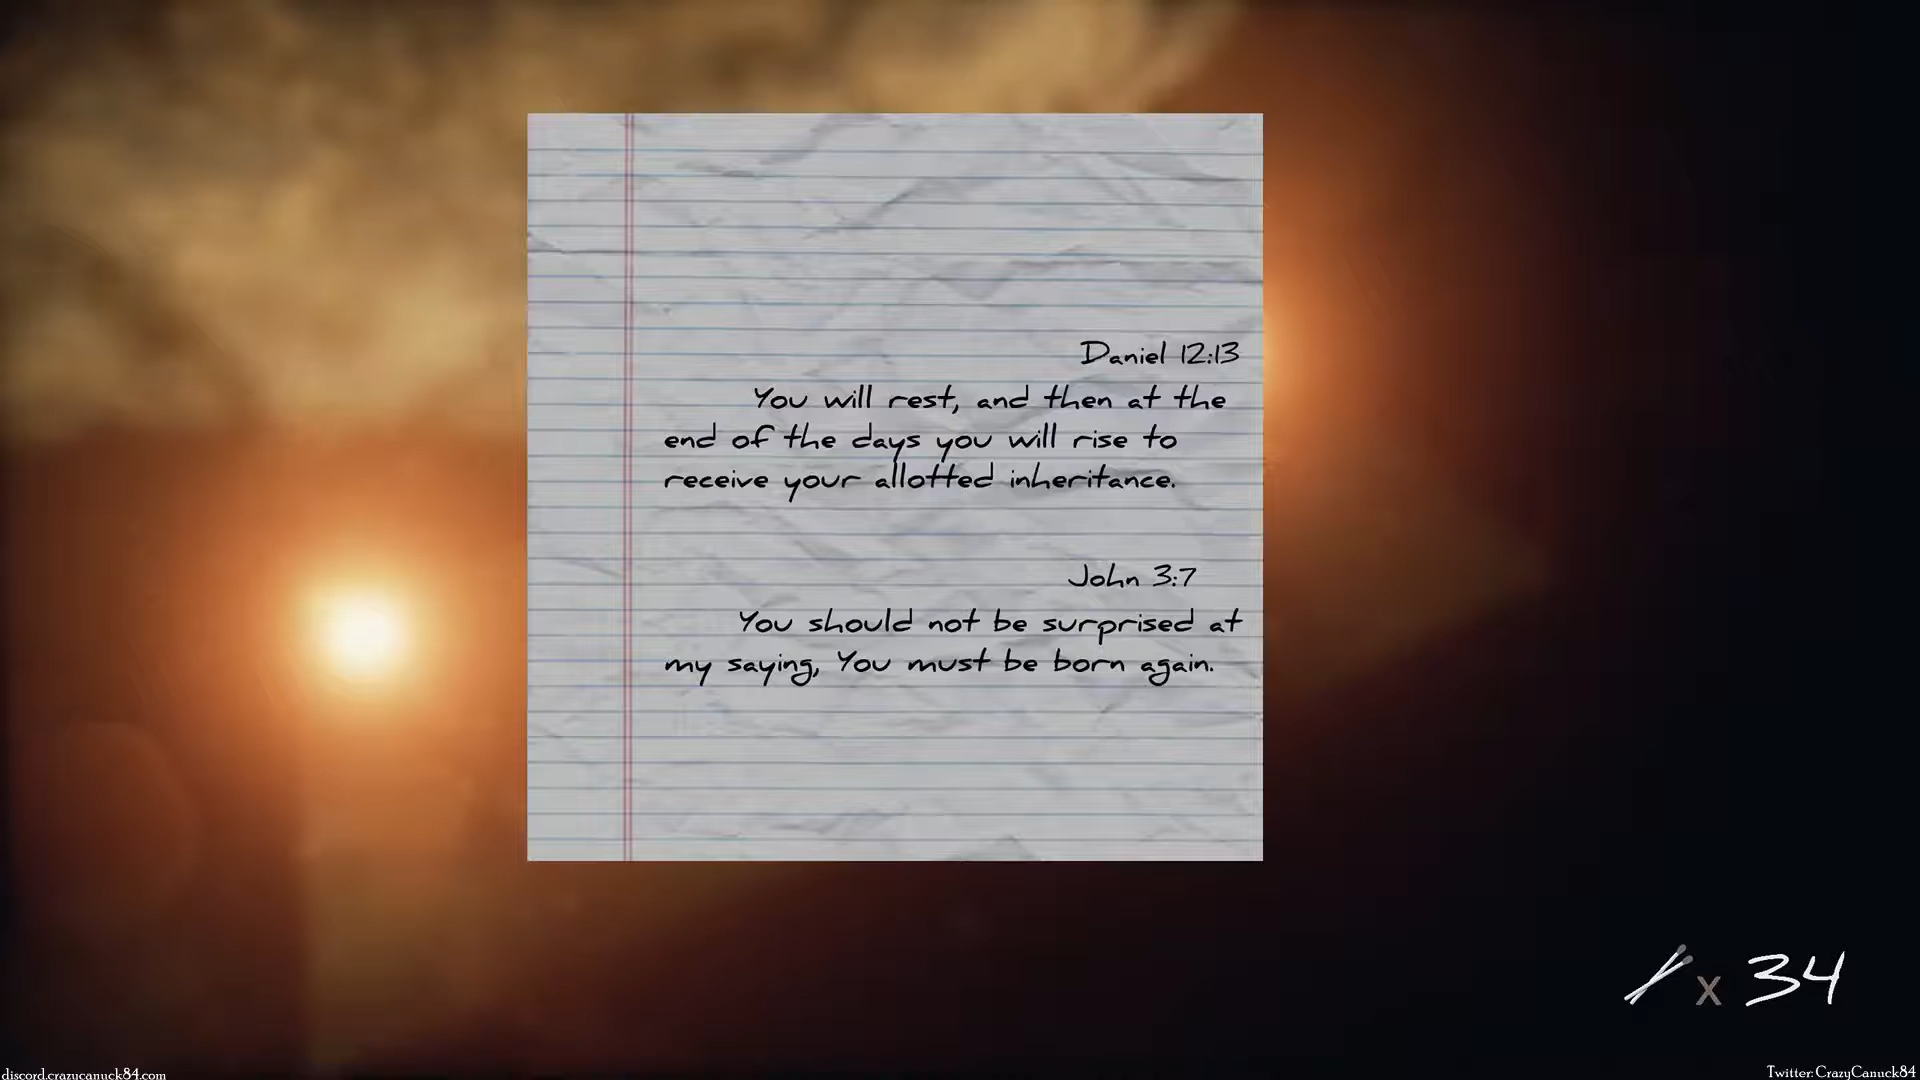 Daniel 12:13
You will rest, and then at the
end of the days you will rise to
receive your allotted inheritance.
John 3:7
You should not be surprised at
my saying, You must be born again.
x 34
discord.crazycanuck84.com
Twitter:CrazyCanuck84